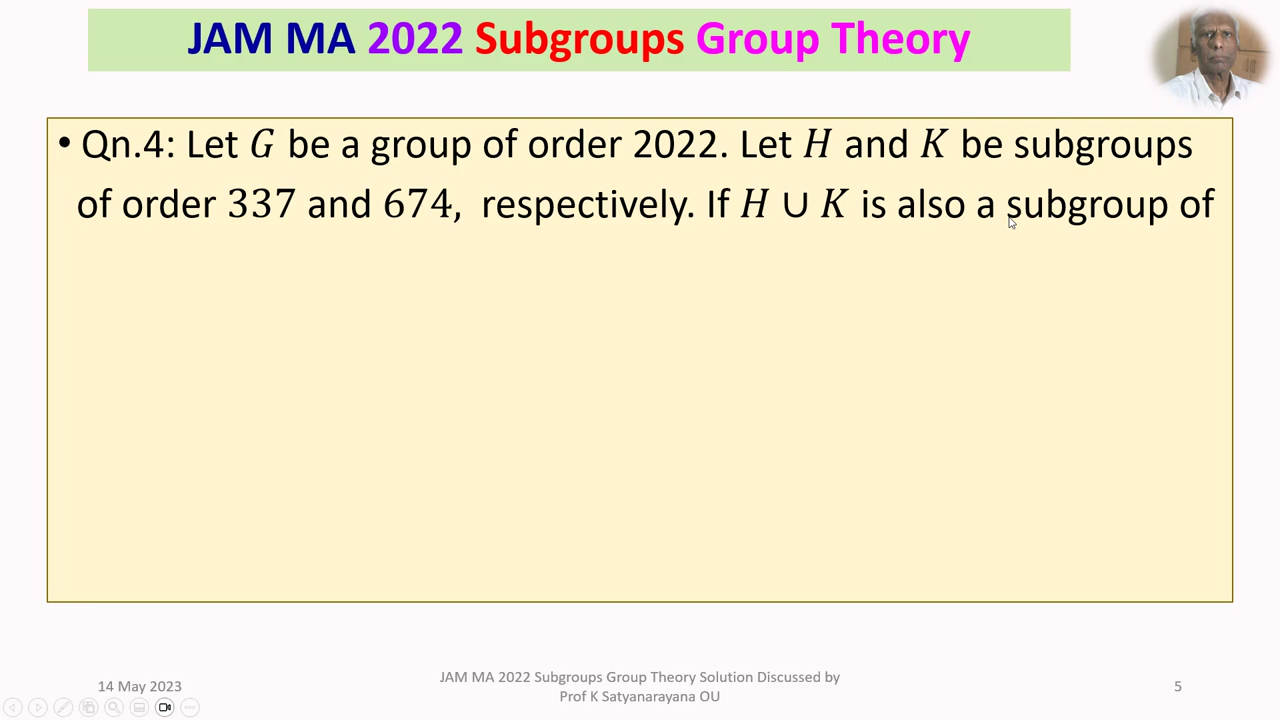 JAM MA 2022 Subgroups Group Theory
• Qn.4: Let G be a group of order 2022. Let H and K be subgroups
of order 337 and 674, respectively. If H ∪ K is also a subgroup of
14 May 2023
JAM MA 2022 Subgroups Group Theory Solution Discussed by
Prof K Satyanarayana OU
5